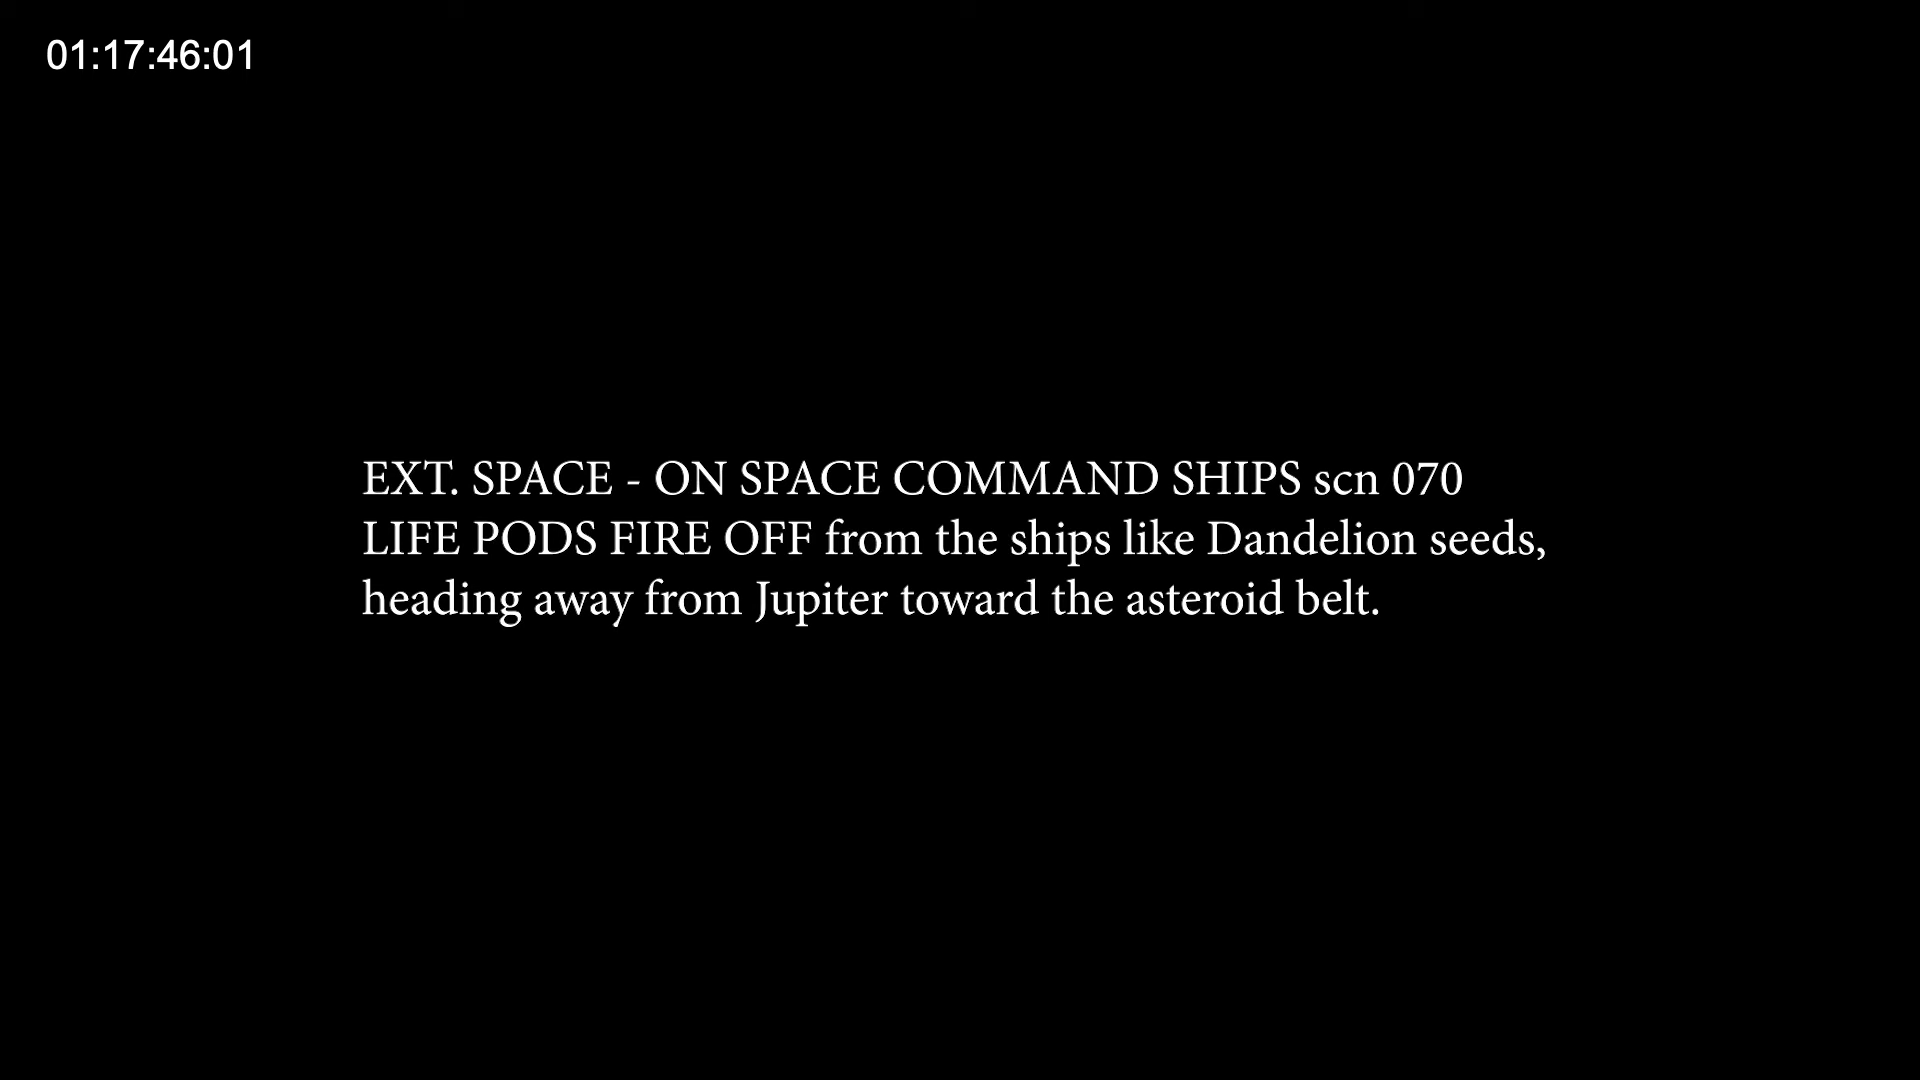 01:17:46:01
EXT. SPACE - ON SPACE COMMAND SHIPS scn 070
LIFE PODS FIRE OFF from the ships like Dandelion seeds,
heading away from Jupiter toward the asteroid belt.